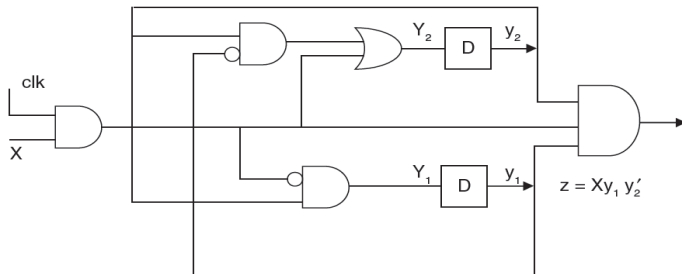 clk
X
Y₂
D
y₂
Y₁
D
y₁
z = Xy₁ y₂′